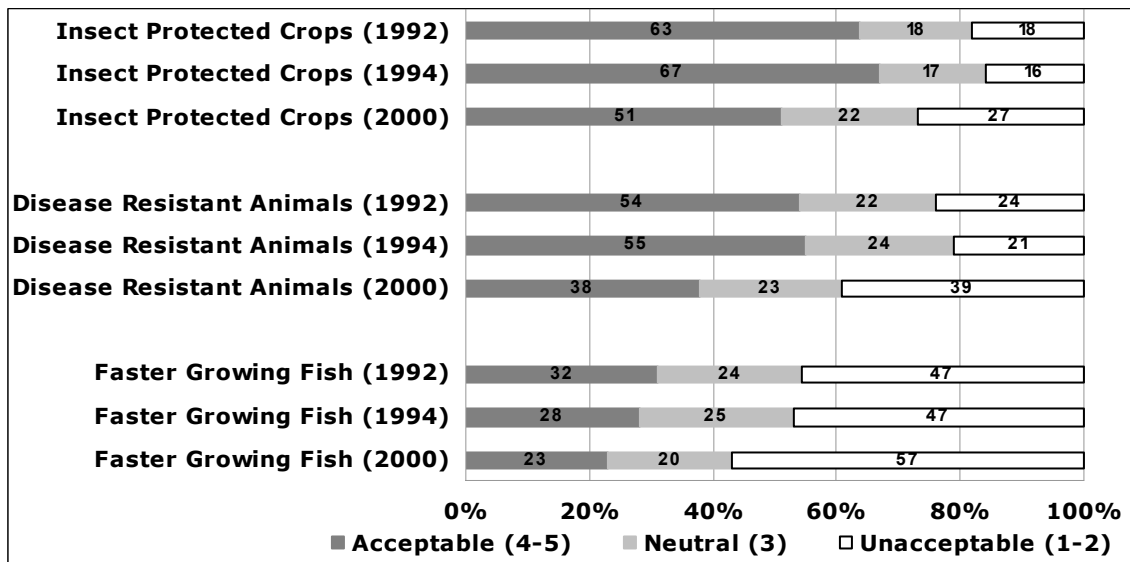 Insect Protected Crops (1992) 63 18 18
Insect Protected Crops (1994) 67 17 16
Insect Protected Crops (2000) 51 22 27
Disease Resistant Animals (1992) 54 22 24
Disease Resistant Animals (1994) 55 24 21
Disease Resistant Animals (2000) 38 23 39
Faster Growing Fish (1992) 32 24 47
Faster Growing Fish (1994) 28 25 47
Faster Growing Fish (2000) 23 20 57
0% 20% 40% 60% 80% 100%
Acceptable (4-5) Neutral (3) Unacceptable (1-2)